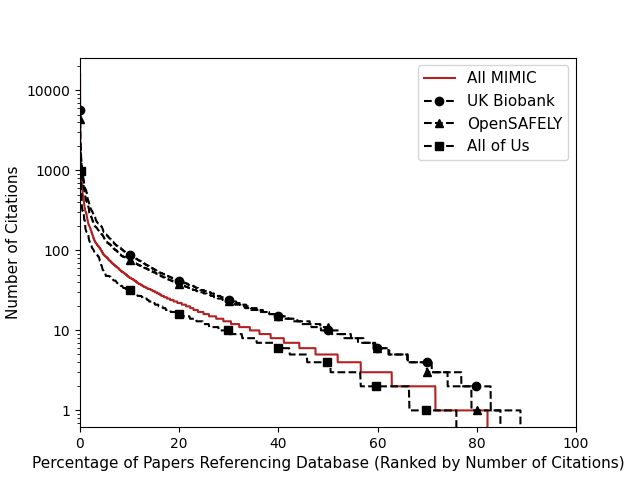 Number of Citations
10000
1000
100
10
1
0
20
40
60
80
100
Percentage of Papers Referencing Database (Ranked by Number of Citations)
All MIMIC
UK Biobank
OpenSAFELY
All of Us